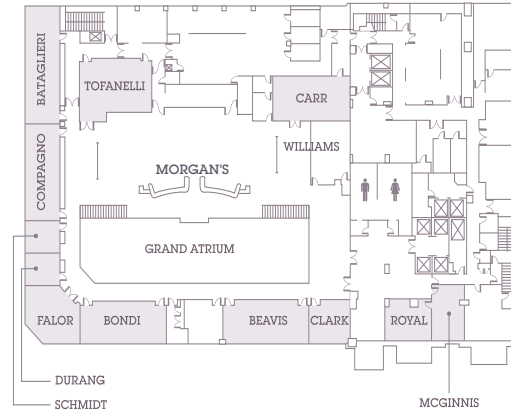 BATAGLIERI
TOFANELLI
CARR
COMPAGNO
WILLIAMS
MORGAN'S
GRAND ATRIUM
FALOR
BONDI
BEAVIS
CLARK
ROYAL
DURANG
SCHMIDT
MCGINNIS